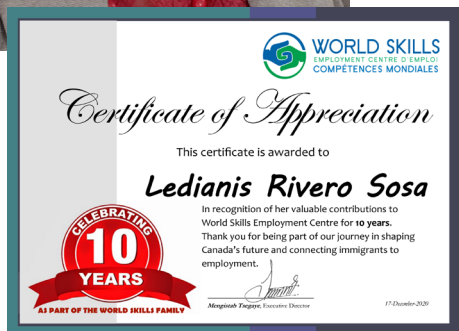 WORLD SKILLS
EMPLOYMENT CENTRE D'EMPLOI
COMPÉTENCES MONDIALES
Certificate of Appreciation
This certificate is awarded to
Ledianis Rivero Sosa
In recognition of her valuable contributions to
World Skills Employment Centre for 10 years.
Thank you for being part of our journey in shaping
Canada's future and connecting immigrants to
employment.
CELEBRATING
10
YEARS
AS PART OF THE WORLD SKILLS FAMILY
Mengistab Tsegaye, Executive Director
17-December-2020